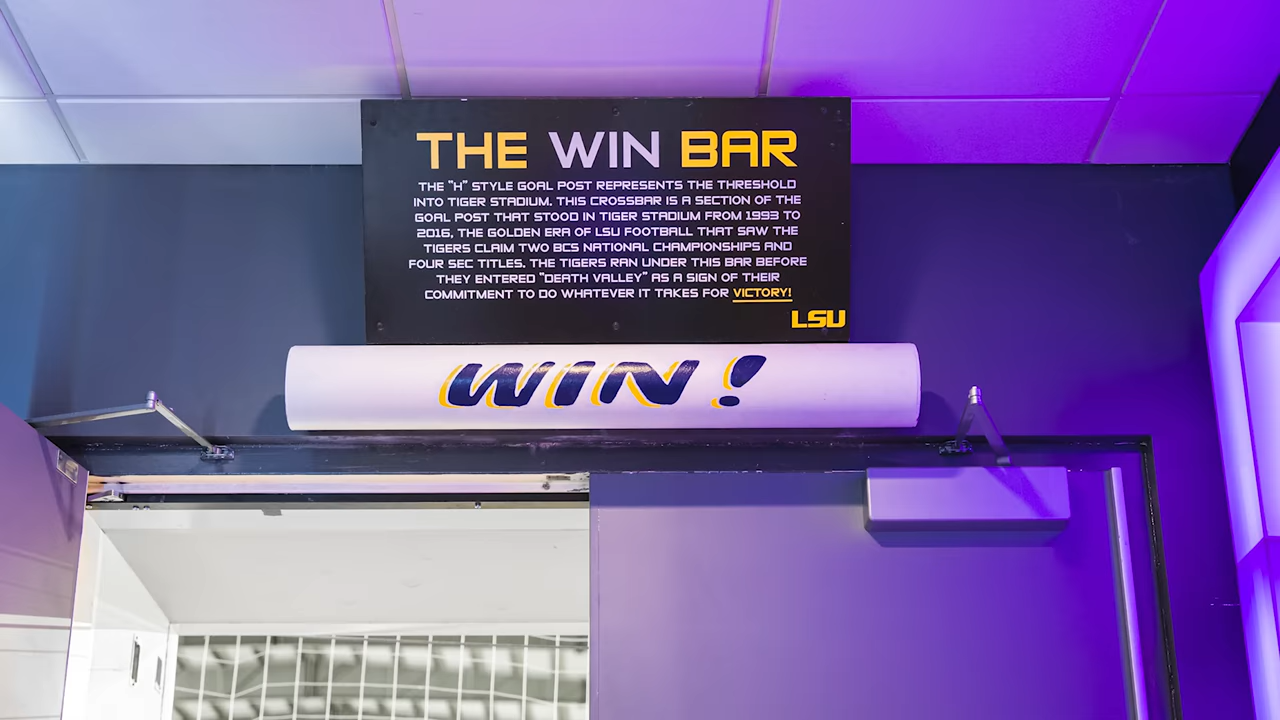 THE WIN BAR
THE "H" STYLE GOAL POST REPRESENTS THE THRESHOLD
INTO TIGER STADIUM. THIS CROSSBAR IS A SECTION OF THE
GOAL POST THAT STOOD IN TIGER STADIUM FROM 1993 TO
2016, THE GOLDEN ERA OF LSU FOOTBALL THAT SAW THE
TIGERS CLAIM TWO BCS NATIONAL CHAMPIONSHIPS AND
FOUR SEC TITLES. THE TIGERS RAN UNDER THIS BAR BEFORE
THEY ENTERED "DEATH VALLEY" AS A SIGN OF THEIR
COMMITMENT TO DO WHATEVER IT TAKES FOR VICTORY!
LSU
WIN!